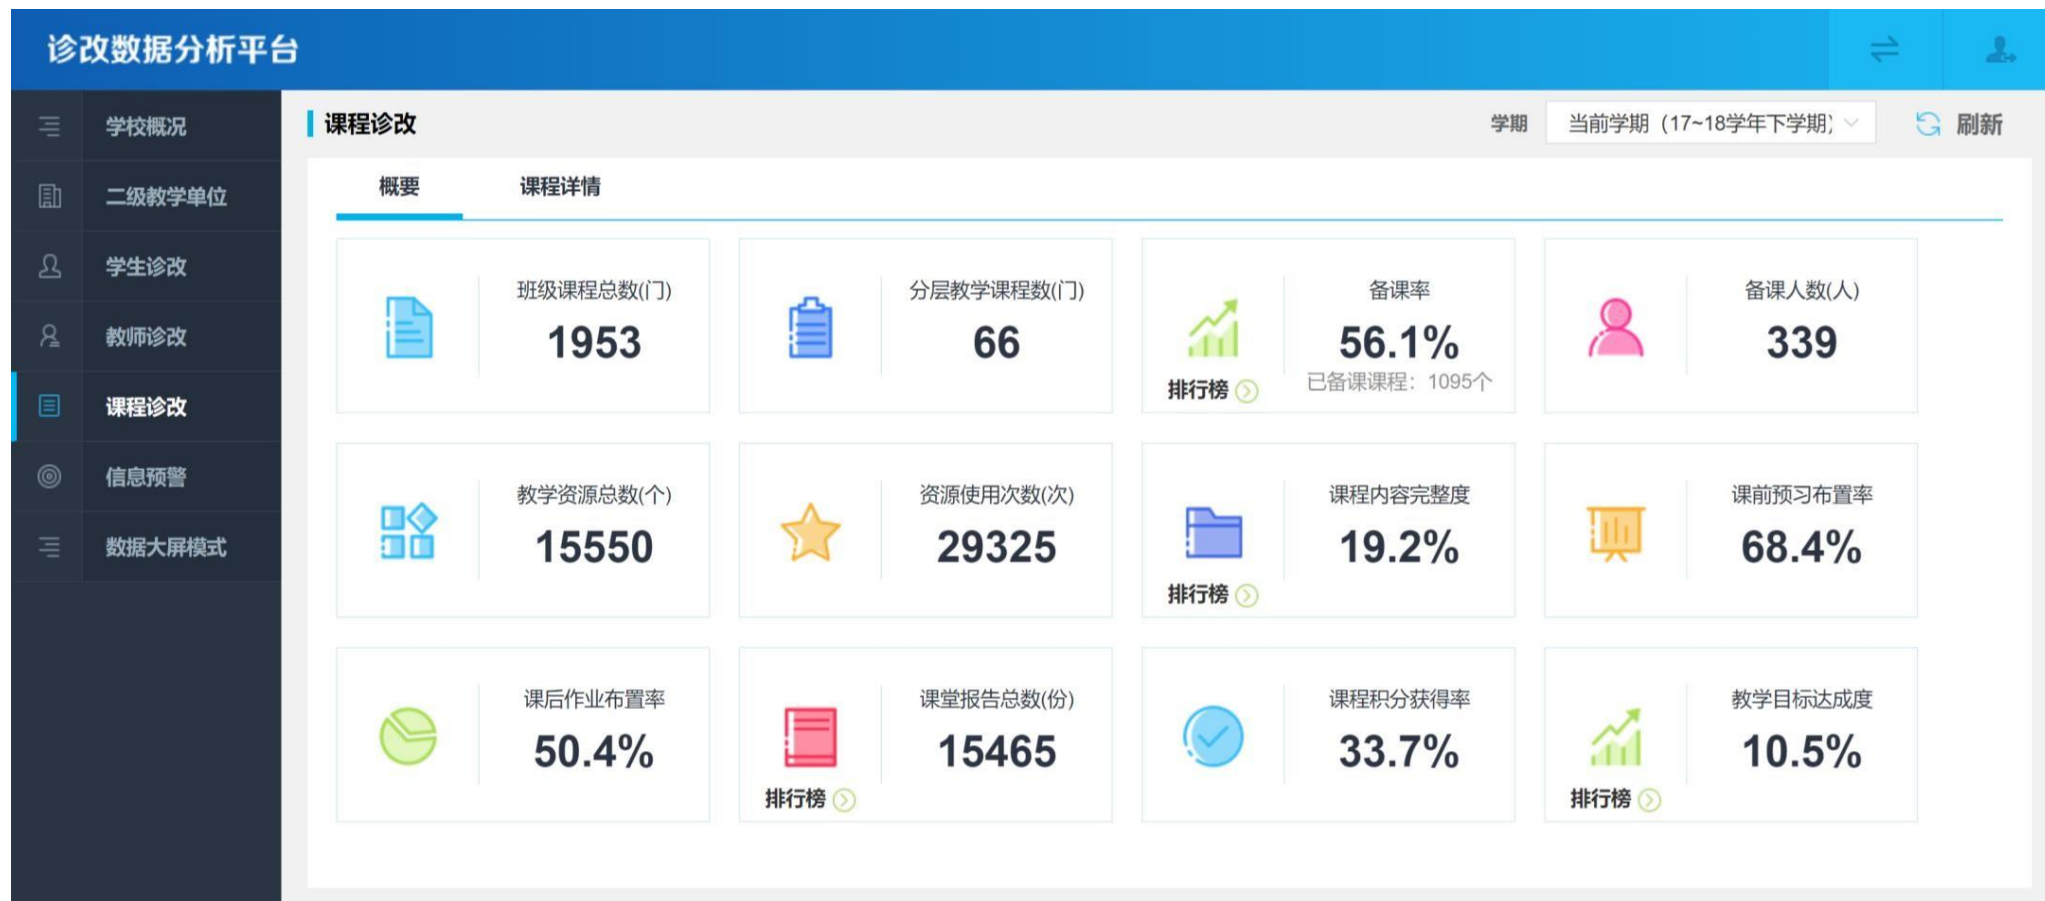 诊改数据分析平台
学校概况
二级教学单位
学生诊改
教师诊改
课程诊改
信息预警
数据大屏模式
课程诊改
学期 当前学期（17~18学年下学期） 刷新
概要 课程详情
班级课程总数(门)
1953
分层教学课程数(门)
66
备课率
56.1%
已备课课程：1095个
排行榜
备课人数(人)
339
教学资源总数(个)
15550
资源使用次数(次)
29325
课程内容完整度
19.2%
排行榜
课前预习布置率
68.4%
课后作业布置率
50.4%
课堂报告总数(份)
15465
排行榜
课程积分获得率
33.7%
教学目标达成度
10.5%
排行榜